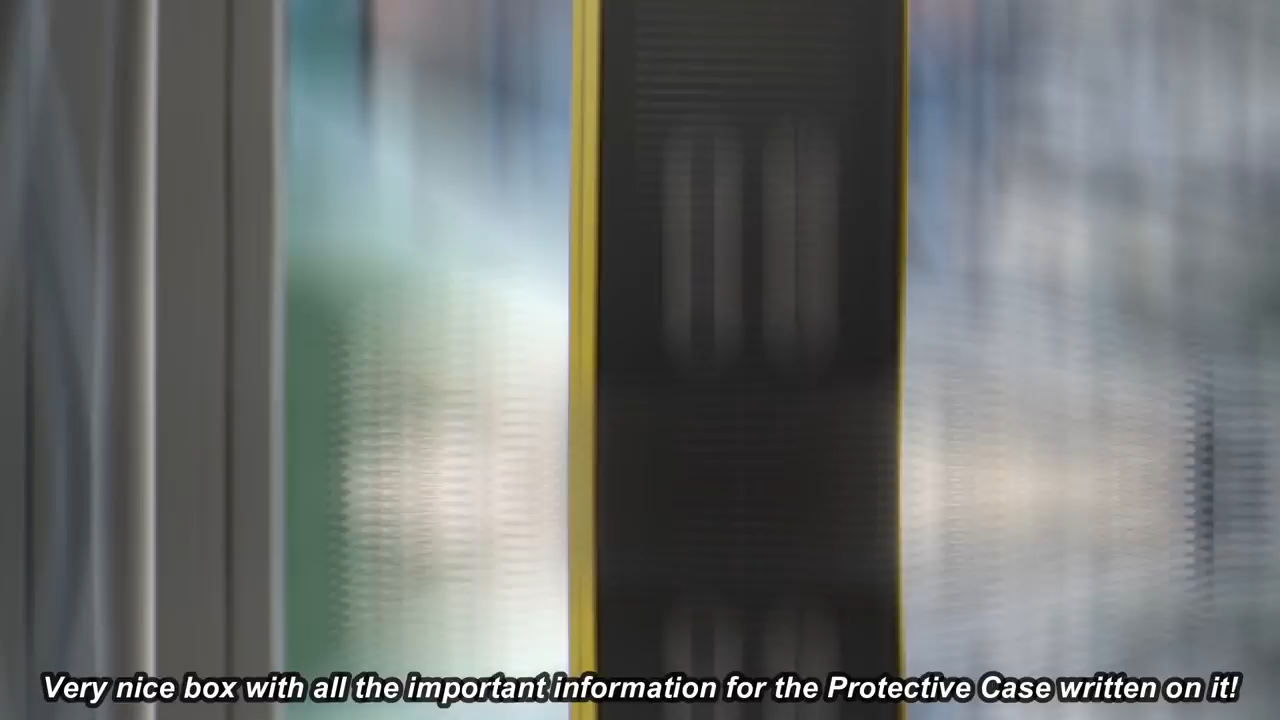 Very nice box with all the important information for the Protective Case written on it!